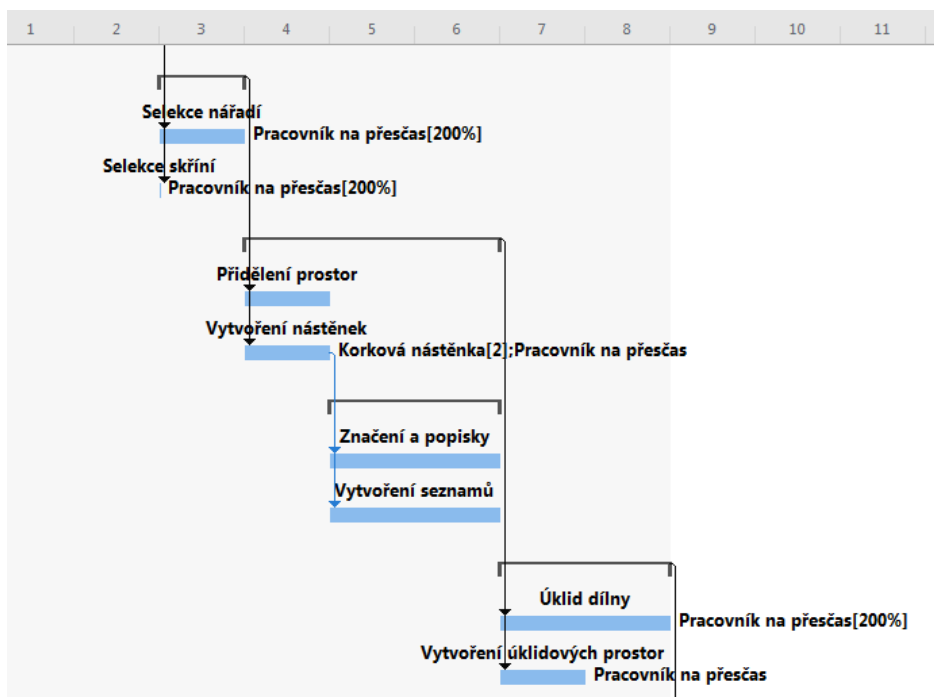 1 2 3 4 5 6 7 8 9 10 11
Selekce nářadí
Pracovník na přesčas[200%]
Selekce skříní
Pracovník na přesčas[200%]
Přidělení prostor
Vytvoření nástěnek
Korková nástěnka[2];Pracovník na přesčas
Značení a popisky
Vytvoření seznamů
Úklid dílny
Pracovník na přesčas[200%]
Vytvoření úklidových prostor
Pracovník na přesčas